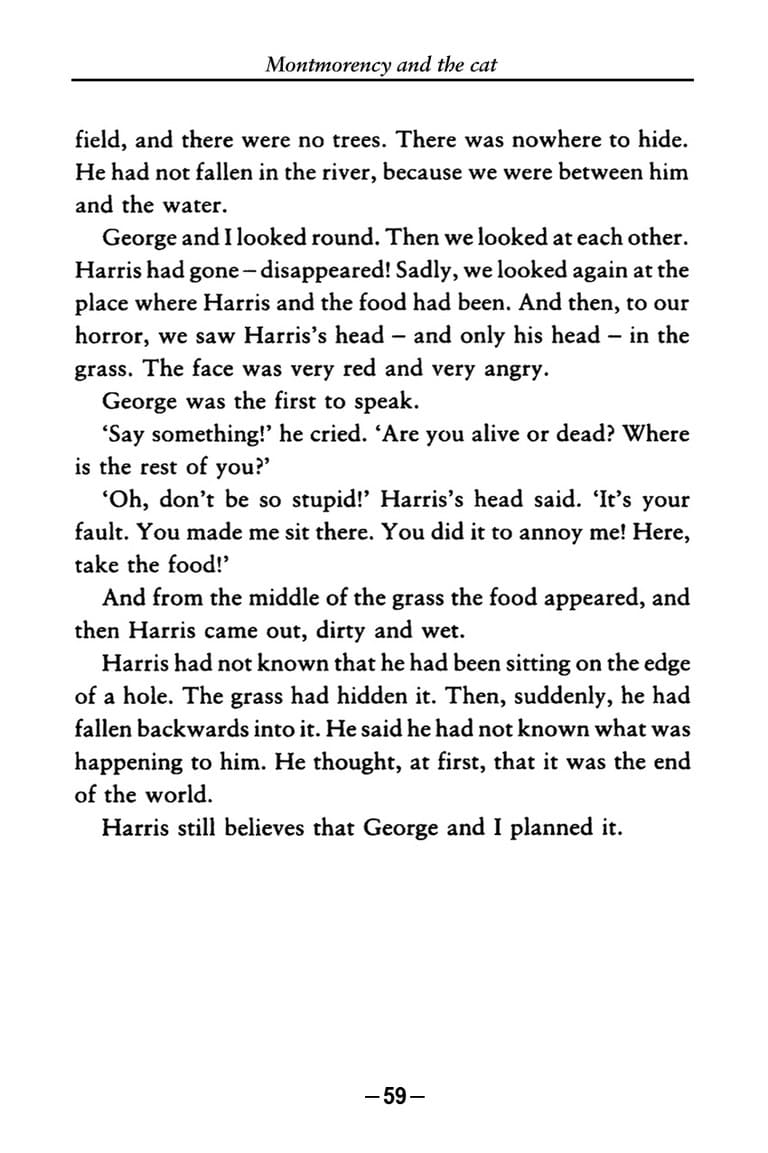 Montmorency and the cat
field, and there were no trees. There was nowhere to hide.
He had not fallen in the river, because we were between him
and the water.
George and I looked round. Then we looked at each other.
Harris had gone – disappeared! Sadly, we looked again at the
place where Harris and the food had been. And then, to our
horror, we saw Harris’s head – and only his head – in the
grass. The face was very red and very angry.
George was the first to speak.
‘Say something!’ he cried. ‘Are you alive or dead? Where
is the rest of you?’
‘Oh, don’t be so stupid!’ Harris’s head said. ‘It’s your
fault. You made me sit there. You did it to annoy me! Here,
take the food!’
And from the middle of the grass the food appeared, and
then Harris came out, dirty and wet.
Harris had not known that he had been sitting on the edge
of a hole. The grass had hidden it. Then, suddenly, he had
fallen backwards into it. He said he had not known what was
happening to him. He thought, at first, that it was the end
of the world.
Harris still believes that George and I planned it.
– 59 –